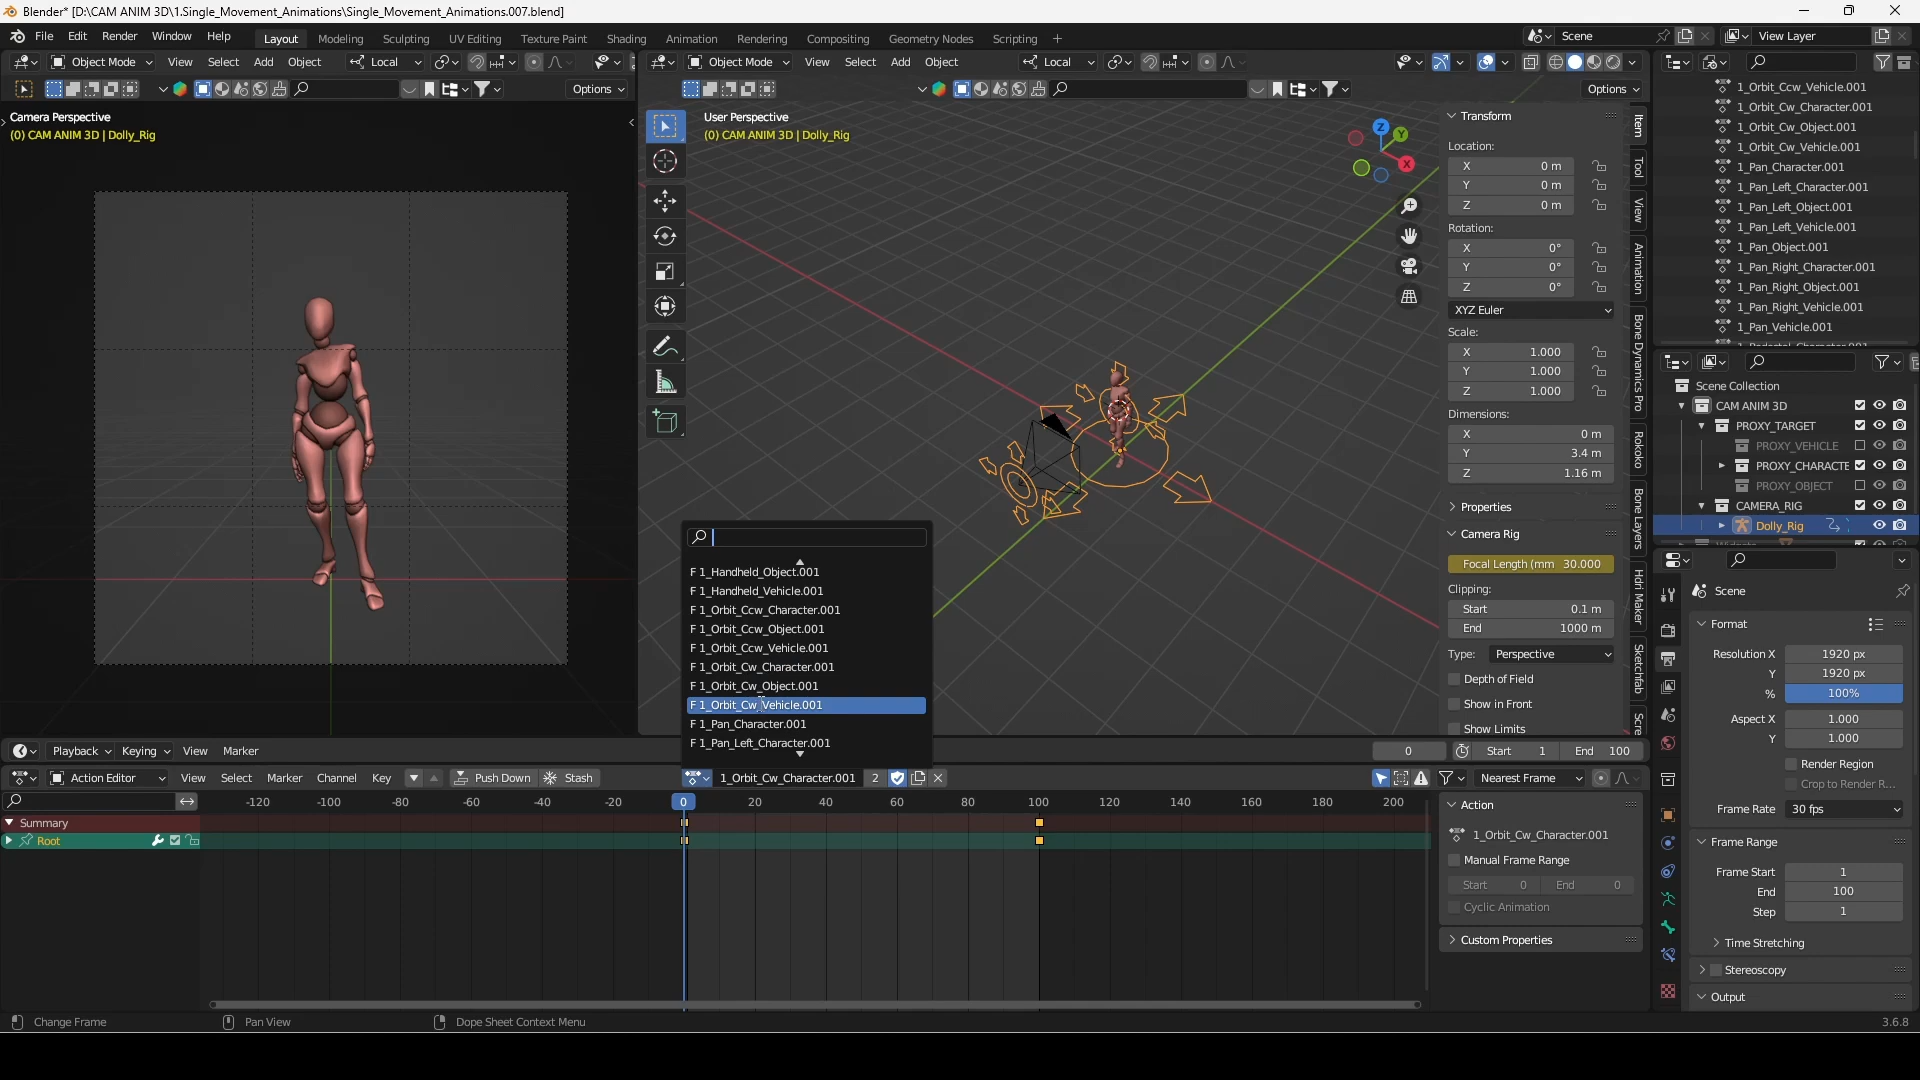 Blender* [D:\CAM ANIM 3D\1.Single_Movement_Animations\Single_Movement_Animations.007.blend]
File Edit Render Window Help Layout Modeling Sculpting UV Editing Texture Paint Shading Animation Rendering Compositing Geometry Nodes Scripting + Scene View Layer
Object Mode View Select Add Object Local
Object Mode View Select Add Object Local
Options
Options
Camera Perspective
(0) CAM ANIM 3D | Dolly_Rig
User Perspective
(0) CAM ANIM 3D | Dolly_Rig
Z
Y
X
Transform
Location:
X 0 m
Y 0 m
Z 0 m
Rotation:
X 0°
Y 0°
Z 0°
XYZ Euler
Scale:
X 1.000
Y 1.000
Z 1.000
Dimensions:
X 0 m
Y 3.4 m
Z 1.16 m
Properties
Camera Rig
Focal Length (mm 30.000
Clipping:
Start 0.1 m
End 1000 m
Type: Perspective
Depth of Field
Show in Front
Show Limits
Item
Tool
View
Animation
Bone Dynamics Pro
Rokoko
Bone Layers
Hdri Maker
Sketchfab
Scre
1_Orbit_Ccw_Vehicle.001
1_Orbit_Cw_Character.001
1_Orbit_Cw_Object.001
1_Orbit_Cw_Vehicle.001
1_Pan_Character.001
1_Pan_Left_Character.001
1_Pan_Left_Object.001
1_Pan_Left_Vehicle.001
1_Pan_Object.001
1_Pan_Right_Character.001
1_Pan_Right_Object.001
1_Pan_Right_Vehicle.001
1_Pan_Vehicle.001
Scene Collection
CAM ANIM 3D
PROXY_TARGET
PROXY_VEHICLE
PROXY_CHARACTE
PROXY_OBJECT
CAMERA_RIG
Dolly_Rig
Scene
Format
Resolution X 1920 px
Y 1920 px
% 100%
Aspect X 1.000
Y 1.000
Render Region
Crop to Render R...
Frame Rate 30 fps
Frame Range
Frame Start 1
End 100
Step 1
Time Stretching
Stereoscopy
Output
F 1_Handheld_Object.001
F 1_Handheld_Vehicle.001
F 1_Orbit_Ccw_Character.001
F 1_Orbit_Ccw_Object.001
F 1_Orbit_Ccw_Vehicle.001
F 1_Orbit_Cw_Character.001
F 1_Orbit_Cw_Object.001
F 1_Orbit_Cw_Vehicle.001
F 1_Pan_Character.001
F 1_Pan_Left_Character.001
Playback Keying View Marker 0 Start 1 End 100
Action Editor View Select Marker Channel Key Push Down Stash 1_Orbit_Cw_Character.001 2 Nearest Frame
-120 -100 -80 -60 -40 -20 0 20 40 60 80 100 120 140 160 180 200
Summary
Root
Action
1_Orbit_Cw_Character.001
Manual Frame Range
Start 0 End 0
Cyclic Animation
Custom Properties
Change Frame Pan View Dope Sheet Context Menu 3.6.8